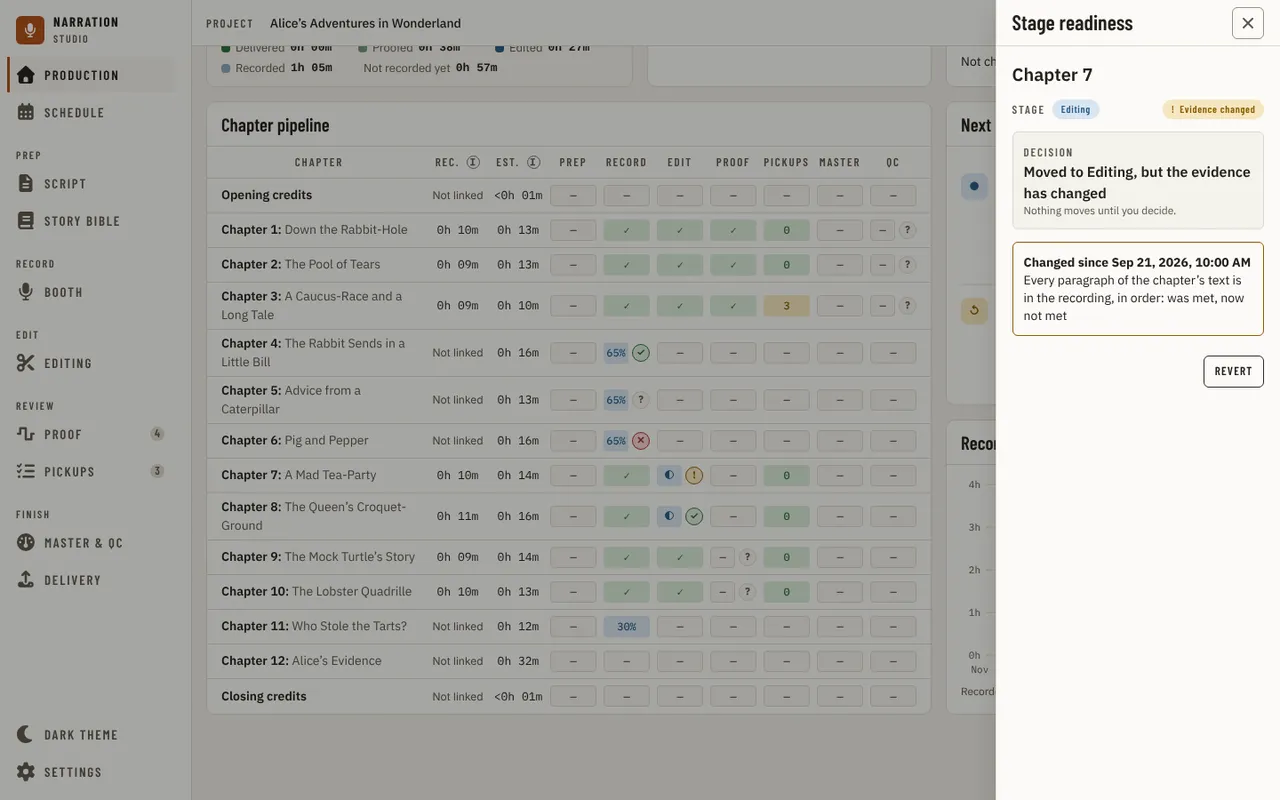 NARRATION
STUDIO
PRODUCTION
SCHEDULE
PREP
SCRIPT
STORY BIBLE
RECORD
BOOTH
EDIT
EDITING
REVIEW
PROOF 4
PICKUPS 3
FINISH
MASTER & QC
DELIVERY
DARK THEME
SETTINGS
PROJECT Alice's Adventures in Wonderland
Delivered 0h 00m Proofed 0h 38m Edited 0h 27m
Recorded 1h 05m Not recorded yet 0h 57m
Not ch
Chapter pipeline
CHAPTER REC. EST. PREP RECORD EDIT PROOF PICKUPS MASTER QC
Opening credits Not linked <0h 01m — — — — — — —
Chapter 1: Down the Rabbit-Hole 0h 10m 0h 13m — ✓ ✓ ✓ 0 — — ?
Chapter 2: The Pool of Tears 0h 09m 0h 13m — ✓ ✓ ✓ 0 — — ?
Chapter 3: A Caucus-Race and a
Long Tale 0h 09m 0h 10m — ✓ ✓ ✓ 3 — — ?
Chapter 4: The Rabbit Sends in a
Little Bill Not linked 0h 16m — 65% ✓ — — — — —
Chapter 5: Advice from a
Caterpillar Not linked 0h 13m — 65% ? — — — — —
Chapter 6: Pig and Pepper Not linked 0h 16m — 65% ✕ — — — — —
Chapter 7: A Mad Tea-Party 0h 10m 0h 14m — ✓ ! — 0 — —
Chapter 8: The Queen's Croquet-
Ground 0h 11m 0h 16m — ✓ ✓ — 0 — —
Chapter 9: The Mock Turtle's Story 0h 09m 0h 14m — ✓ ✓ — ? 0 — —
Chapter 10: The Lobster Quadrille 0h 10m 0h 13m — ✓ ✓ — ? 0 — —
Chapter 11: Who Stole the Tarts? Not linked 0h 12m — 30% — — — — —
Chapter 12: Alice's Evidence Not linked 0h 32m — — — — — — —
Closing credits Not linked <0h 01m — — — — — — —
Next
Recor
4h
3h
2h
1h
0h
Nov
Record
Stage readiness
Chapter 7
STAGE Editing ! Evidence changed
DECISION
Moved to Editing, but the evidence
has changed
Nothing moves until you decide.
Changed since Sep 21, 2026, 10:00 AM
Every paragraph of the chapter's text is
in the recording, in order: was met, now
not met
REVERT